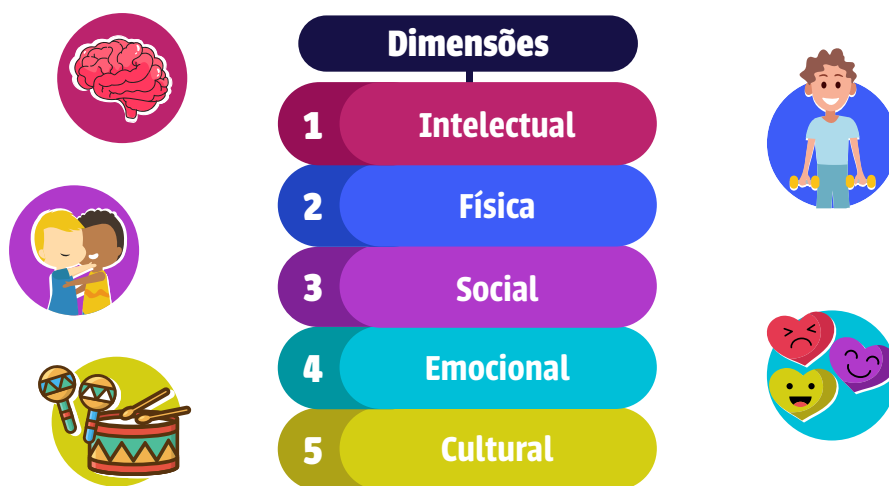 Dimensões
1 Intelectual
2 Física
3 Social
4 Emocional
5 Cultural